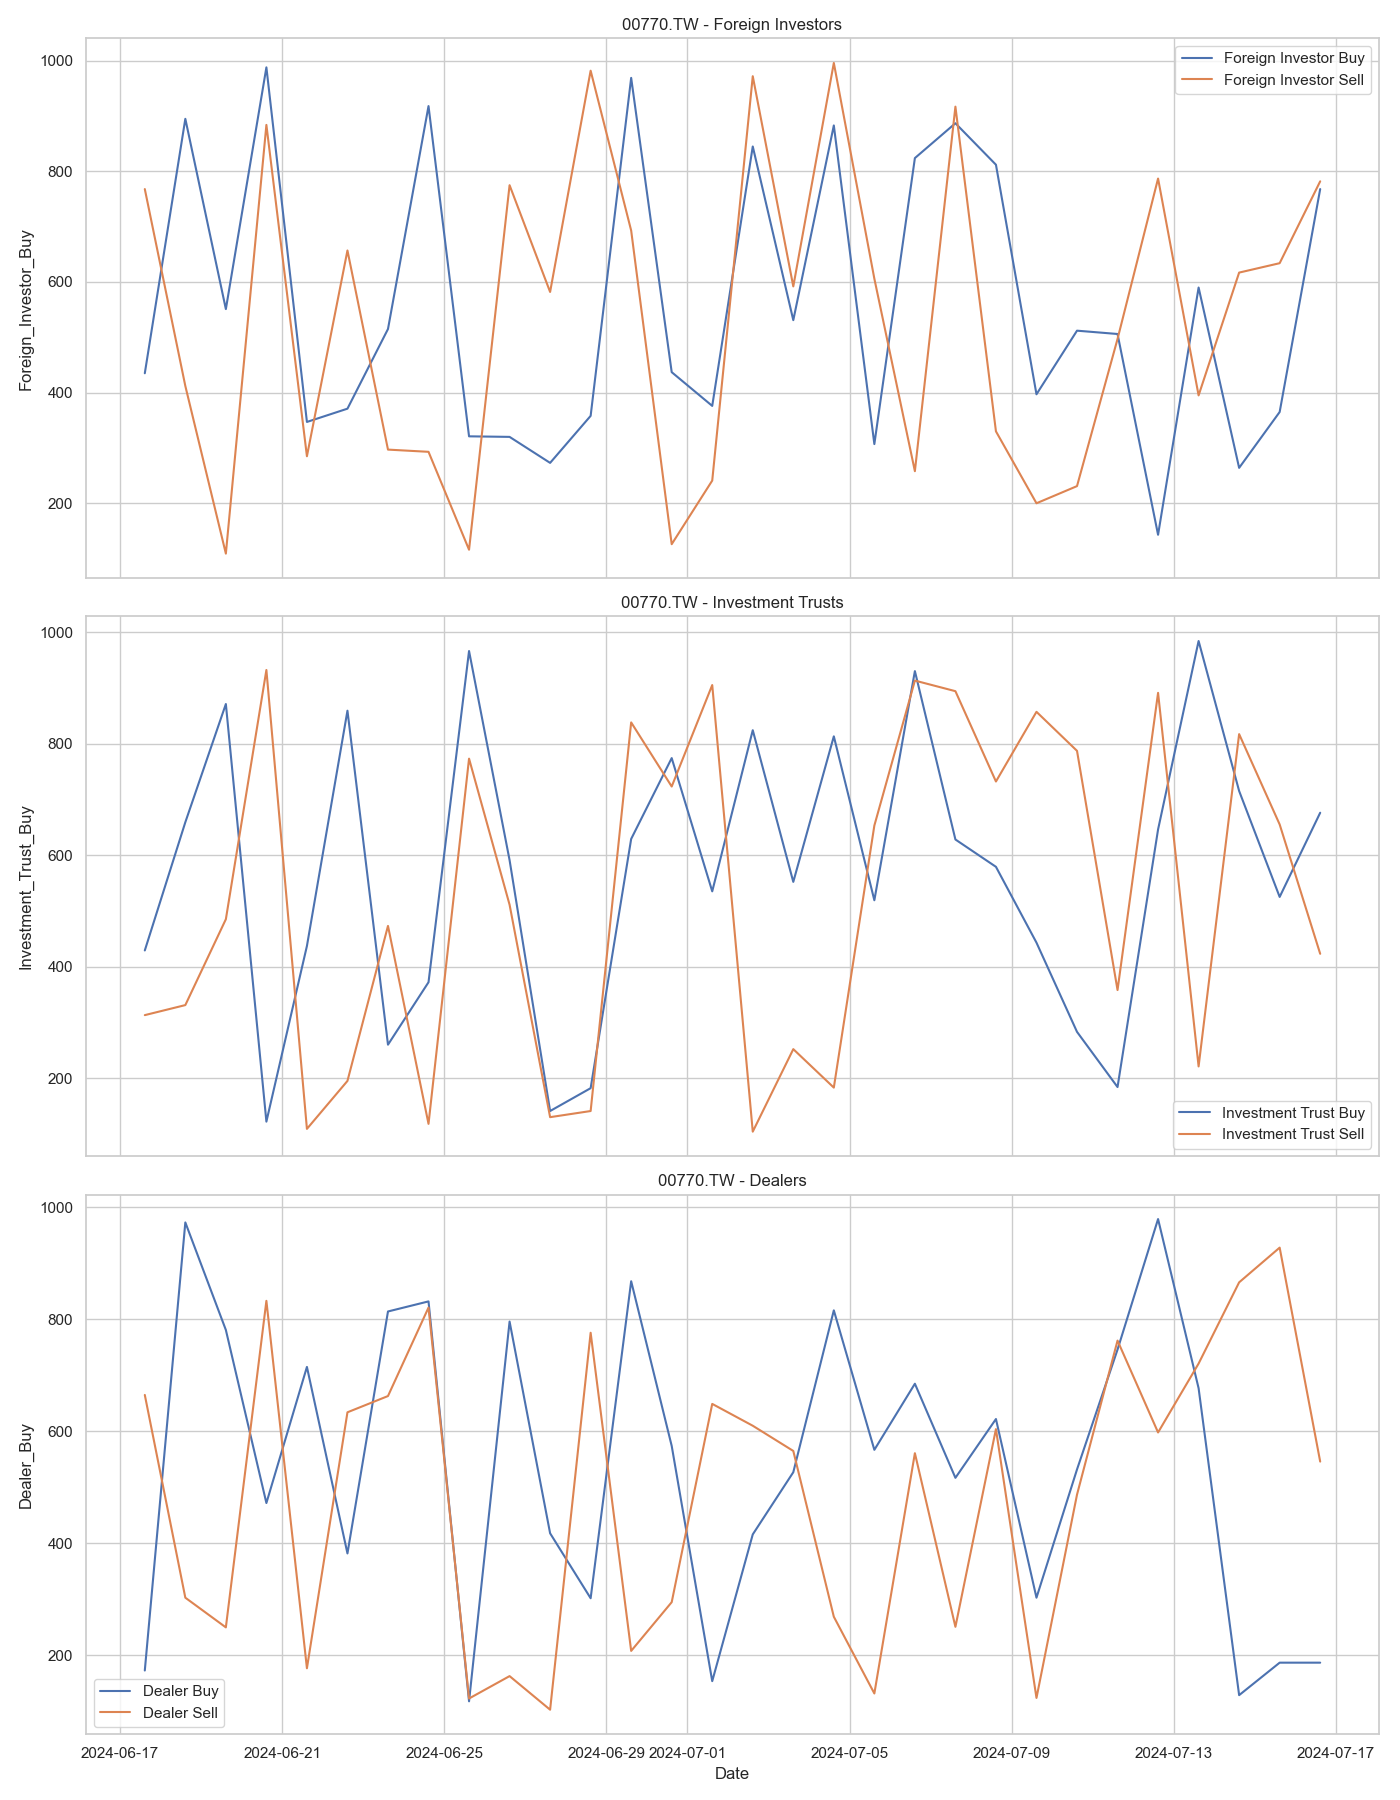 00770.TW - Foreign Investors
Foreign_Investor_Buy
1000
800
600
400
200
Foreign Investor Buy
Foreign Investor Sell
00770.TW - Investment Trusts
Investment_Trust_Buy
1000
800
600
400
200
Investment Trust Buy
Investment Trust Sell
00770.TW - Dealers
Dealer_Buy
1000
800
600
400
200
Dealer Buy
Dealer Sell
2024-06-17 2024-06-21 2024-06-25 2024-06-29 2024-07-01 2024-07-05 2024-07-09 2024-07-13 2024-07-17
Date